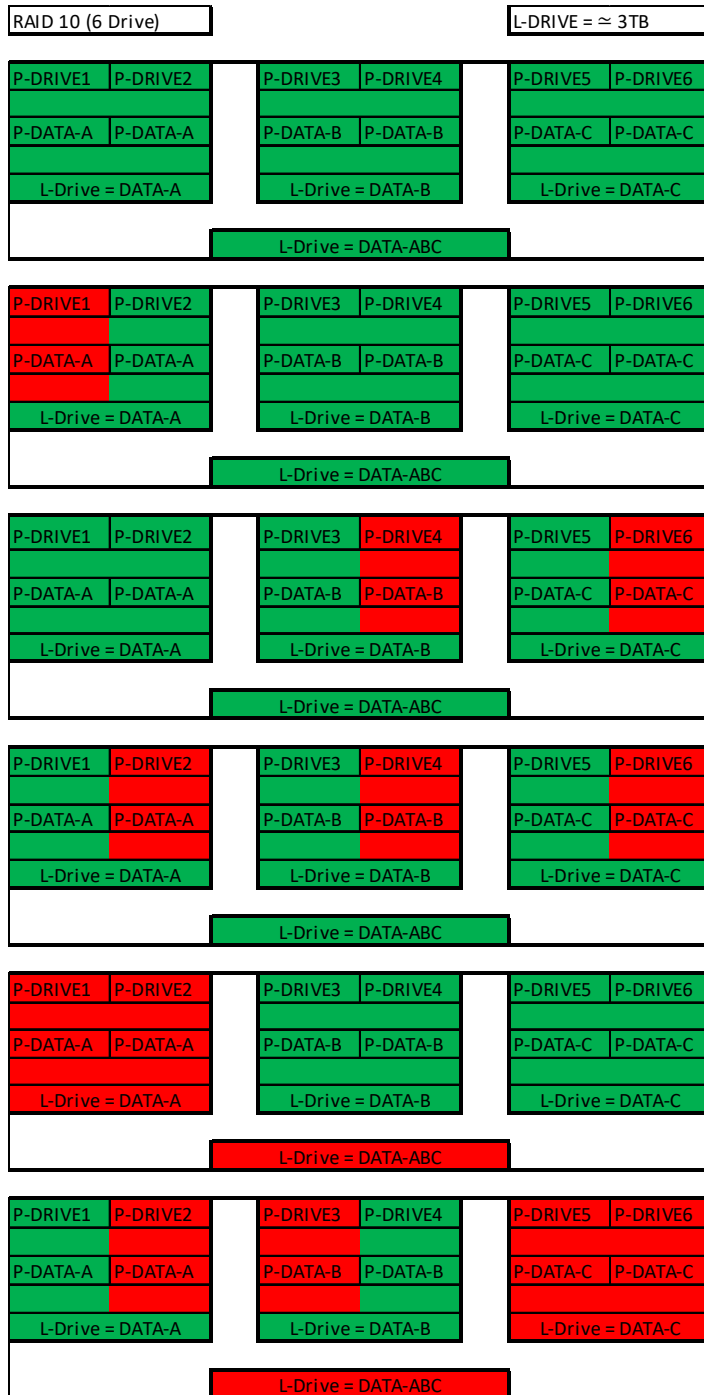 RAID 10 (6 Drive) L-DRIVE = ≃ 3TB
P-DRIVE1 P-DRIVE2 P-DRIVE3 P-DRIVE4 P-DRIVE5 P-DRIVE6
P-DATA-A P-DATA-A P-DATA-B P-DATA-B P-DATA-C P-DATA-C
L-Drive = DATA-A L-Drive = DATA-B L-Drive = DATA-C
L-Drive = DATA-ABC
P-DRIVE1 P-DRIVE2 P-DRIVE3 P-DRIVE4 P-DRIVE5 P-DRIVE6
P-DATA-A P-DATA-A P-DATA-B P-DATA-B P-DATA-C P-DATA-C
L-Drive = DATA-A L-Drive = DATA-B L-Drive = DATA-C
L-Drive = DATA-ABC
P-DRIVE1 P-DRIVE2 P-DRIVE3 P-DRIVE4 P-DRIVE5 P-DRIVE6
P-DATA-A P-DATA-A P-DATA-B P-DATA-B P-DATA-C P-DATA-C
L-Drive = DATA-A L-Drive = DATA-B L-Drive = DATA-C
L-Drive = DATA-ABC
P-DRIVE1 P-DRIVE2 P-DRIVE3 P-DRIVE4 P-DRIVE5 P-DRIVE6
P-DATA-A P-DATA-A P-DATA-B P-DATA-B P-DATA-C P-DATA-C
L-Drive = DATA-A L-Drive = DATA-B L-Drive = DATA-C
L-Drive = DATA-ABC
P-DRIVE1 P-DRIVE2 P-DRIVE3 P-DRIVE4 P-DRIVE5 P-DRIVE6
P-DATA-A P-DATA-A P-DATA-B P-DATA-B P-DATA-C P-DATA-C
L-Drive = DATA-A L-Drive = DATA-B L-Drive = DATA-C
L-Drive = DATA-ABC
P-DRIVE1 P-DRIVE2 P-DRIVE3 P-DRIVE4 P-DRIVE5 P-DRIVE6
P-DATA-A P-DATA-A P-DATA-B P-DATA-B P-DATA-C P-DATA-C
L-Drive = DATA-A L-Drive = DATA-B L-Drive = DATA-C
L-Drive = DATA-ABC